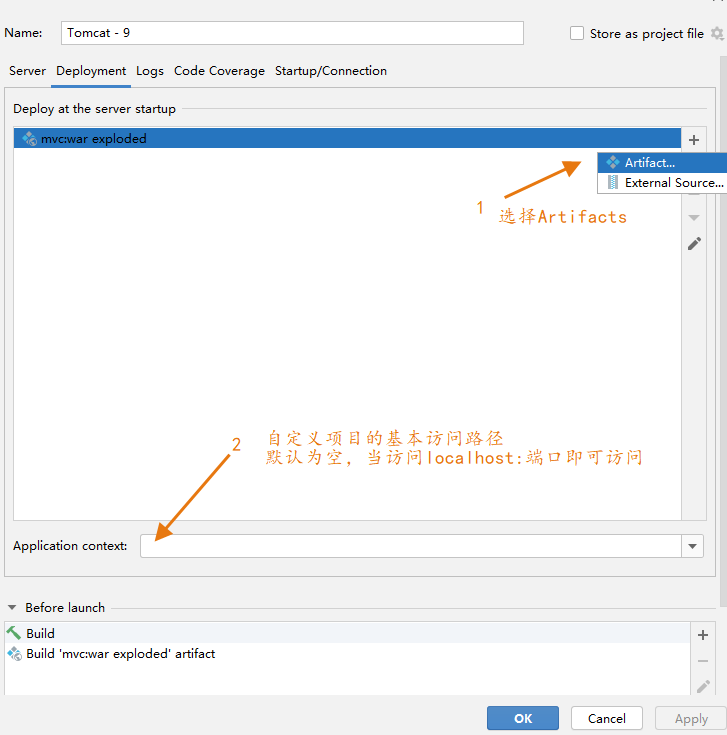 Name: Tomcat - 9 Store as project file
Server Deployment Logs Code Coverage Startup/Connection
Deploy at the server startup
mvc:war exploded
Artifact...
External Source...
1 选择Artifacts
2 自定义项目的基本访问路径
默认为空, 当访问localhost:端口即可访问
Application context:
Before launch
Build
Build 'mvc:war exploded' artifact
OK Cancel Apply